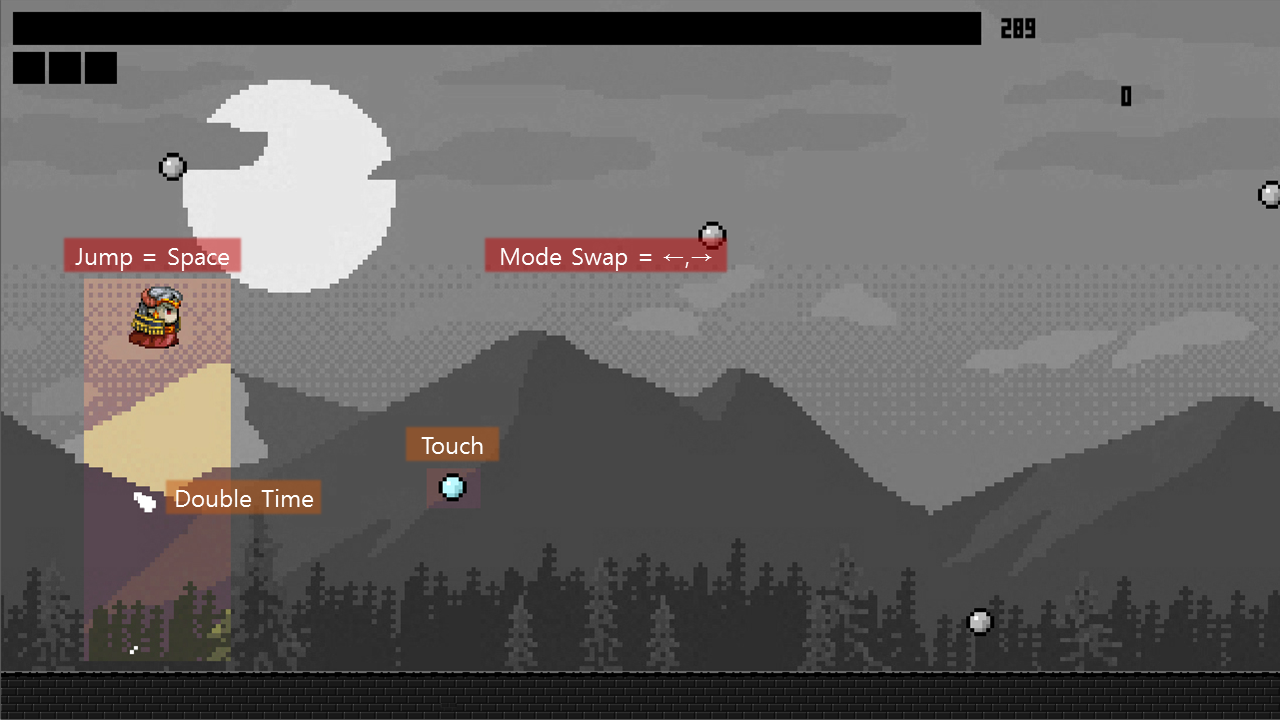 289
0
Jump = Space
Mode Swap = ←,→
Touch
Double Time